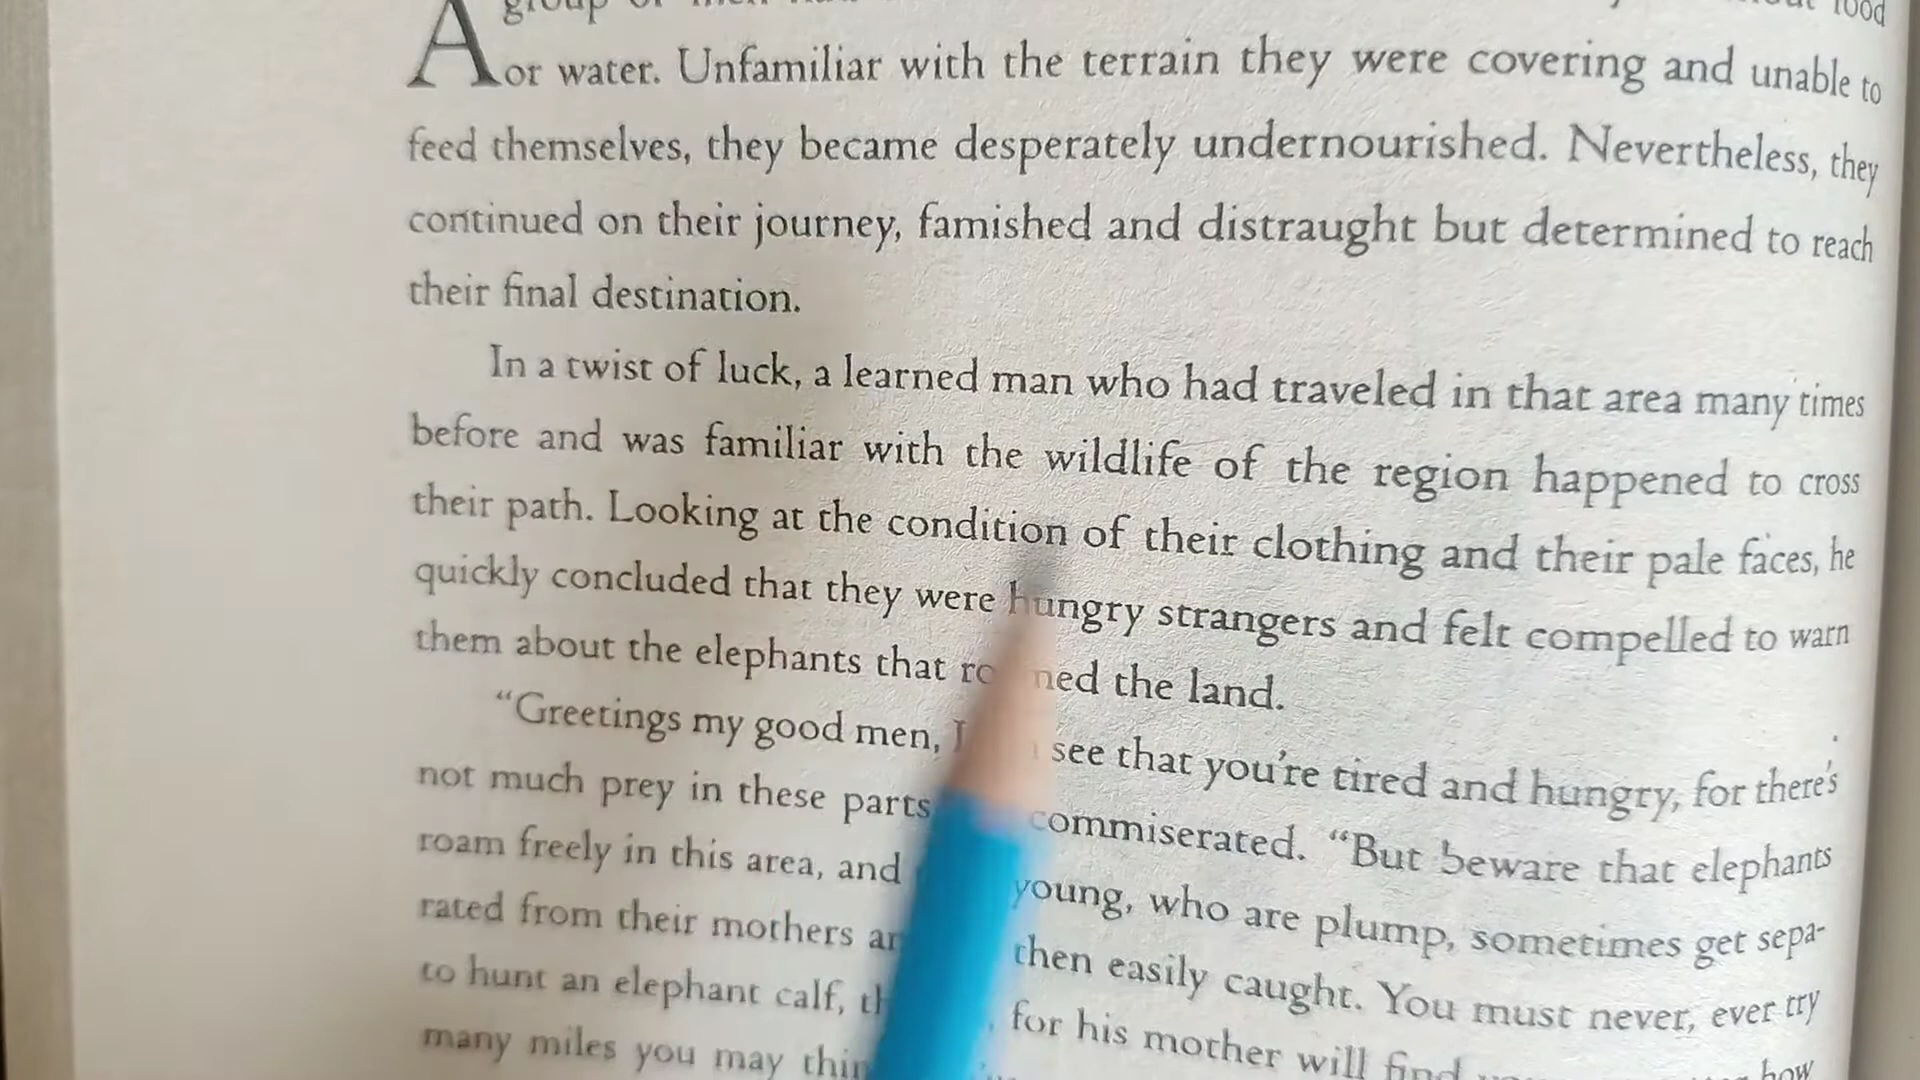 A group of
food
or water. Unfamiliar with the terrain they were covering and unable to
feed themselves, they became desperately undernourished. Nevertheless, they
continued on their journey, famished and distraught but determined to reach
their final destination.
In a twist of luck, a learned man who had traveled in that area many times
before and was familiar with the wildlife of the region happened to cross
their path. Looking at the condition of their clothing and their pale faces, he
quickly concluded that they were hungry strangers and felt compelled to warn
them about the elephants that the land.
“Greetings my good men, see that you're tired and hungry, for there's
not much prey in these parts commiserated. “But beware that elephants
roam freely in this area, and young, who are plump, sometimes get sepa-
rated from their mothers then easily caught. You must never, ever try
to hunt an elephant calf, for his mother will find how
many miles you may